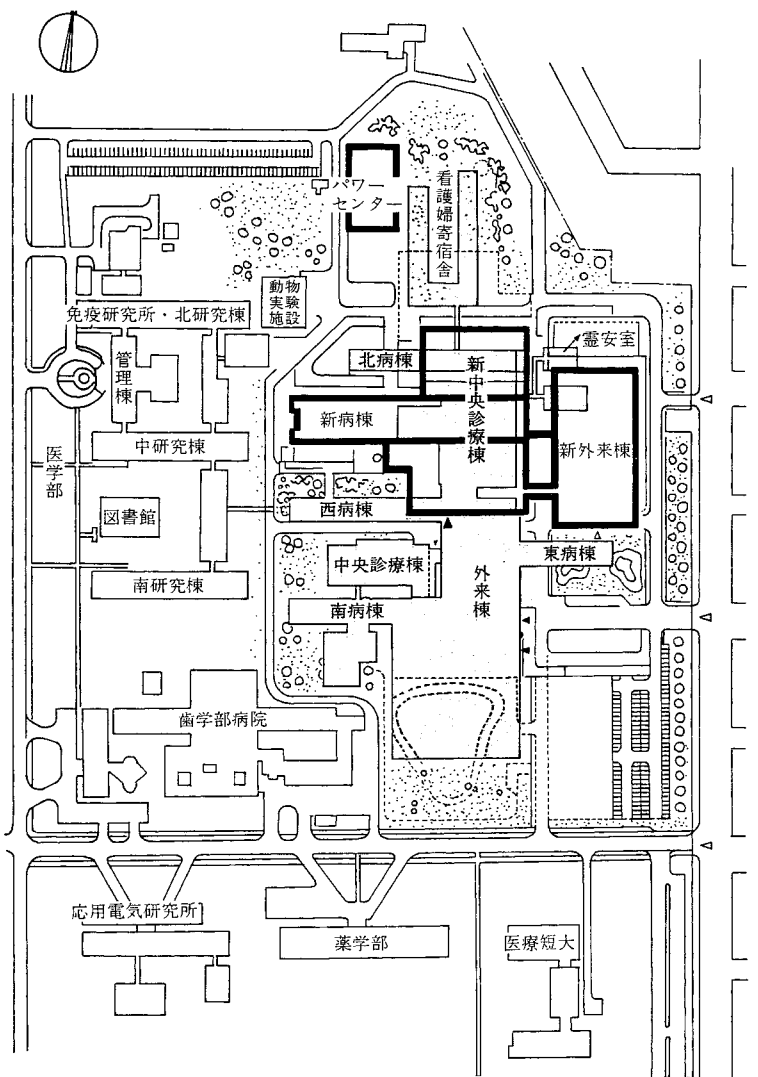 パワー
センター
看護婦寄宿舎
動物
実験
施設
免疫研究所・北研究棟
霊安室
北病棟
管理棟
新中央診療棟
新病棟
新外来棟
中研究棟
医学部
図書館
西病棟
東病棟
中央診療棟
外来棟
南研究棟
南病棟
歯学部病院
応用電気研究所
薬学部
医療短大